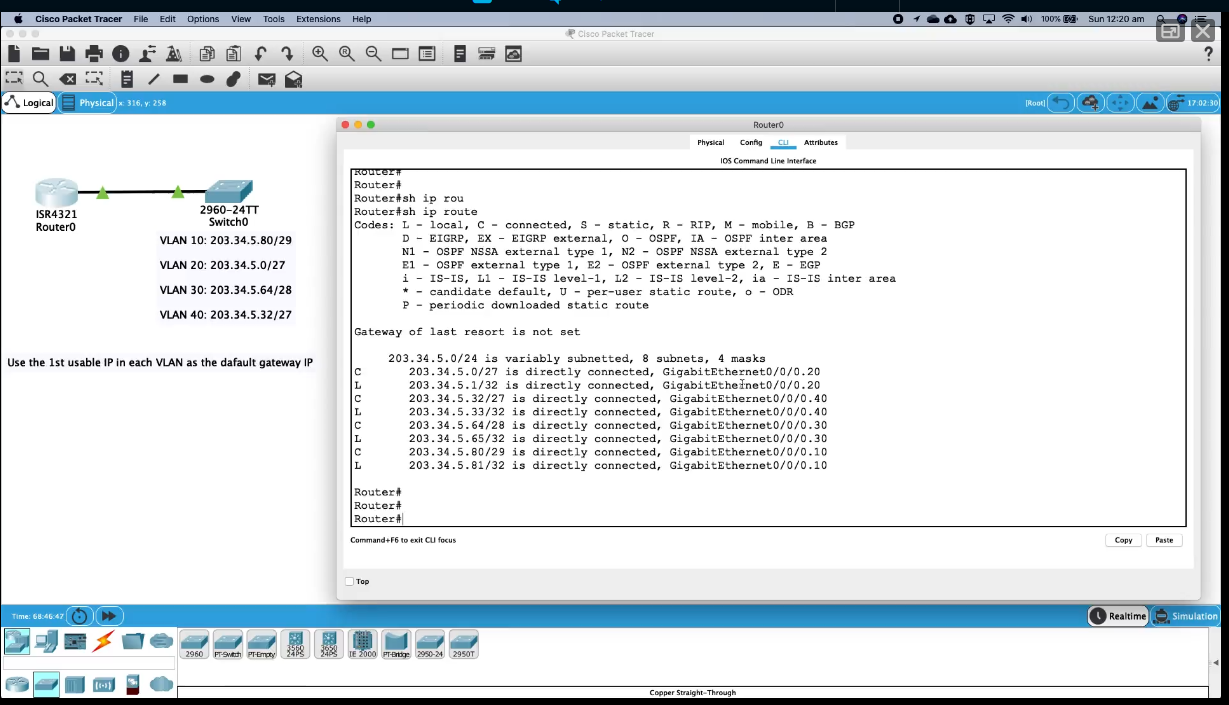 Cisco Packet Tracer File Edit Options View Tools Extensions Help
100% Sun 12:20 am
Cisco Packet Tracer
?
Logical Physical x: 316, y: 258
[Root] 17:02:30
Router0
Physical Config CLI Attributes
IOS Command Line Interface
Router#
Router#
Router#sh ip rou
Router#sh ip route
Codes: L - local, C - connected, S - static, R - RIP, M - mobile, B - BGP
D - EIGRP, EX - EIGRP external, O - OSPF, IA - OSPF inter area
N1 - OSPF NSSA external type 1, N2 - OSPF NSSA external type 2
E1 - OSPF external type 1, E2 - OSPF external type 2, E - EGP
i - IS-IS, L1 - IS-IS level-1, L2 - IS-IS level-2, ia - IS-IS inter area
* - candidate default, U - per-user static route, o - ODR
P - periodic downloaded static route
Gateway of last resort is not set
203.34.5.0/24 is variably subnetted, 8 subnets, 4 masks
C 203.34.5.0/27 is directly connected, GigabitEthernet0/0/0.20
L 203.34.5.1/32 is directly connected, GigabitEthernet0/0/0.20
C 203.34.5.32/27 is directly connected, GigabitEthernet0/0/0.40
L 203.34.5.33/32 is directly connected, GigabitEthernet0/0/0.40
C 203.34.5.64/28 is directly connected, GigabitEthernet0/0/0.30
L 203.34.5.65/32 is directly connected, GigabitEthernet0/0/0.30
C 203.34.5.80/29 is directly connected, GigabitEthernet0/0/0.10
L 203.34.5.81/32 is directly connected, GigabitEthernet0/0/0.10
Router#
Router#
Router#
Command+F6 to exit CLI focus
Copy Paste
Top
ISR4321
Router0
2960-24TT
Switch0
VLAN 10: 203.34.5.80/29
VLAN 20: 203.34.5.0/27
VLAN 30: 203.34.5.64/28
VLAN 40: 203.34.5.32/27
Use the 1st usable IP in each VLAN as the dafault gateway IP
Time: 68:46:47
Realtime Simulation
2960 PT-Switch PT-Empty 3560 24PS 3650 24PS IE 2000 PT-Bridge 2950-24 2950T
Copper Straight-Through